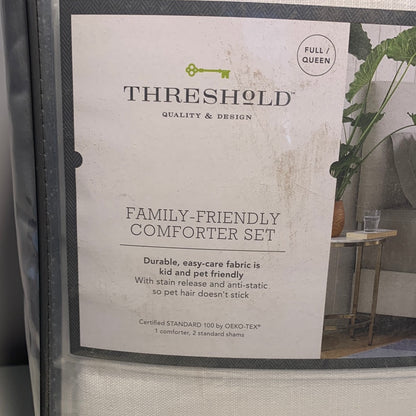 FULL /
QUEEN
THRESHOLD™
QUALITY & DESIGN
FAMILY-FRIENDLY
COMFORTER SET
Durable, easy-care fabric is
kid and pet friendly
With stain release and anti-static
so pet hair doesn't stick
Certified STANDARD 100 by OEKO-TEX®
1 comforter, 2 standard shams